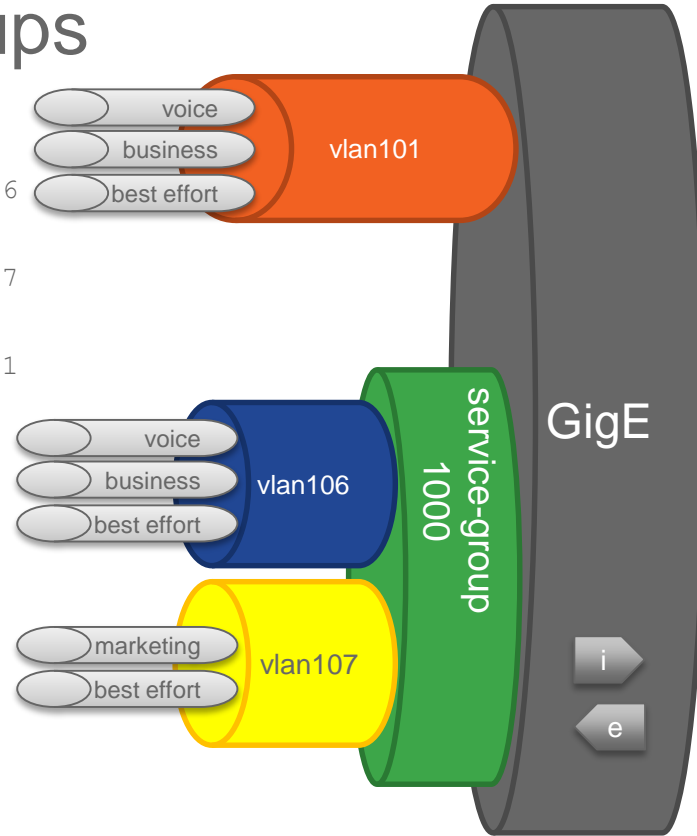 ups
voice
business
best effort
vlan101
6
7
1
GigE
service-group
1000
voice
business
best effort
vlan106
marketing
best effort
vlan107
i
e